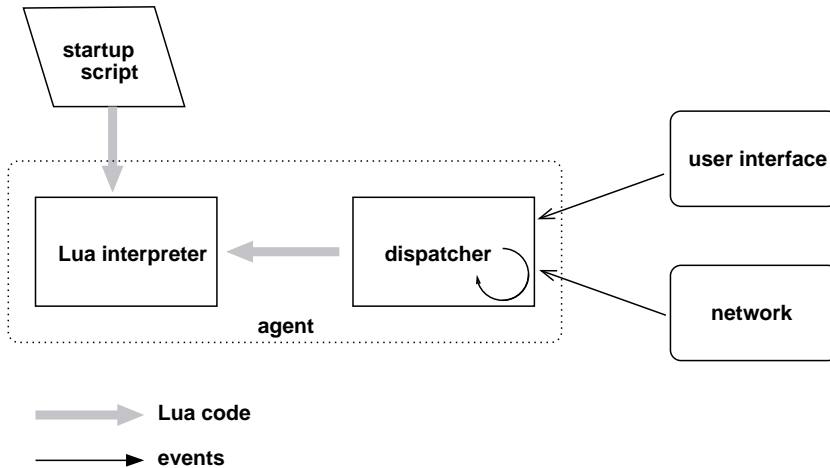 startup
script
user interface
Lua interpreter
dispatcher
network
agent
Lua code
events